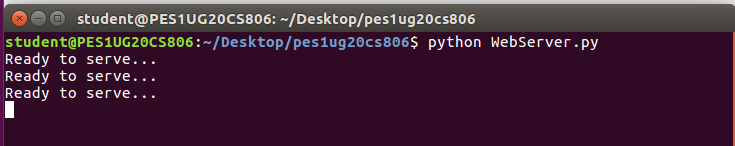 student@PES1UG20CS806: ~/Desktop/pes1ug20cs806
student@PES1UG20CS806:~/Desktop/pes1ug20cs806$ python WebServer.py
Ready to serve...
Ready to serve...
Ready to serve...